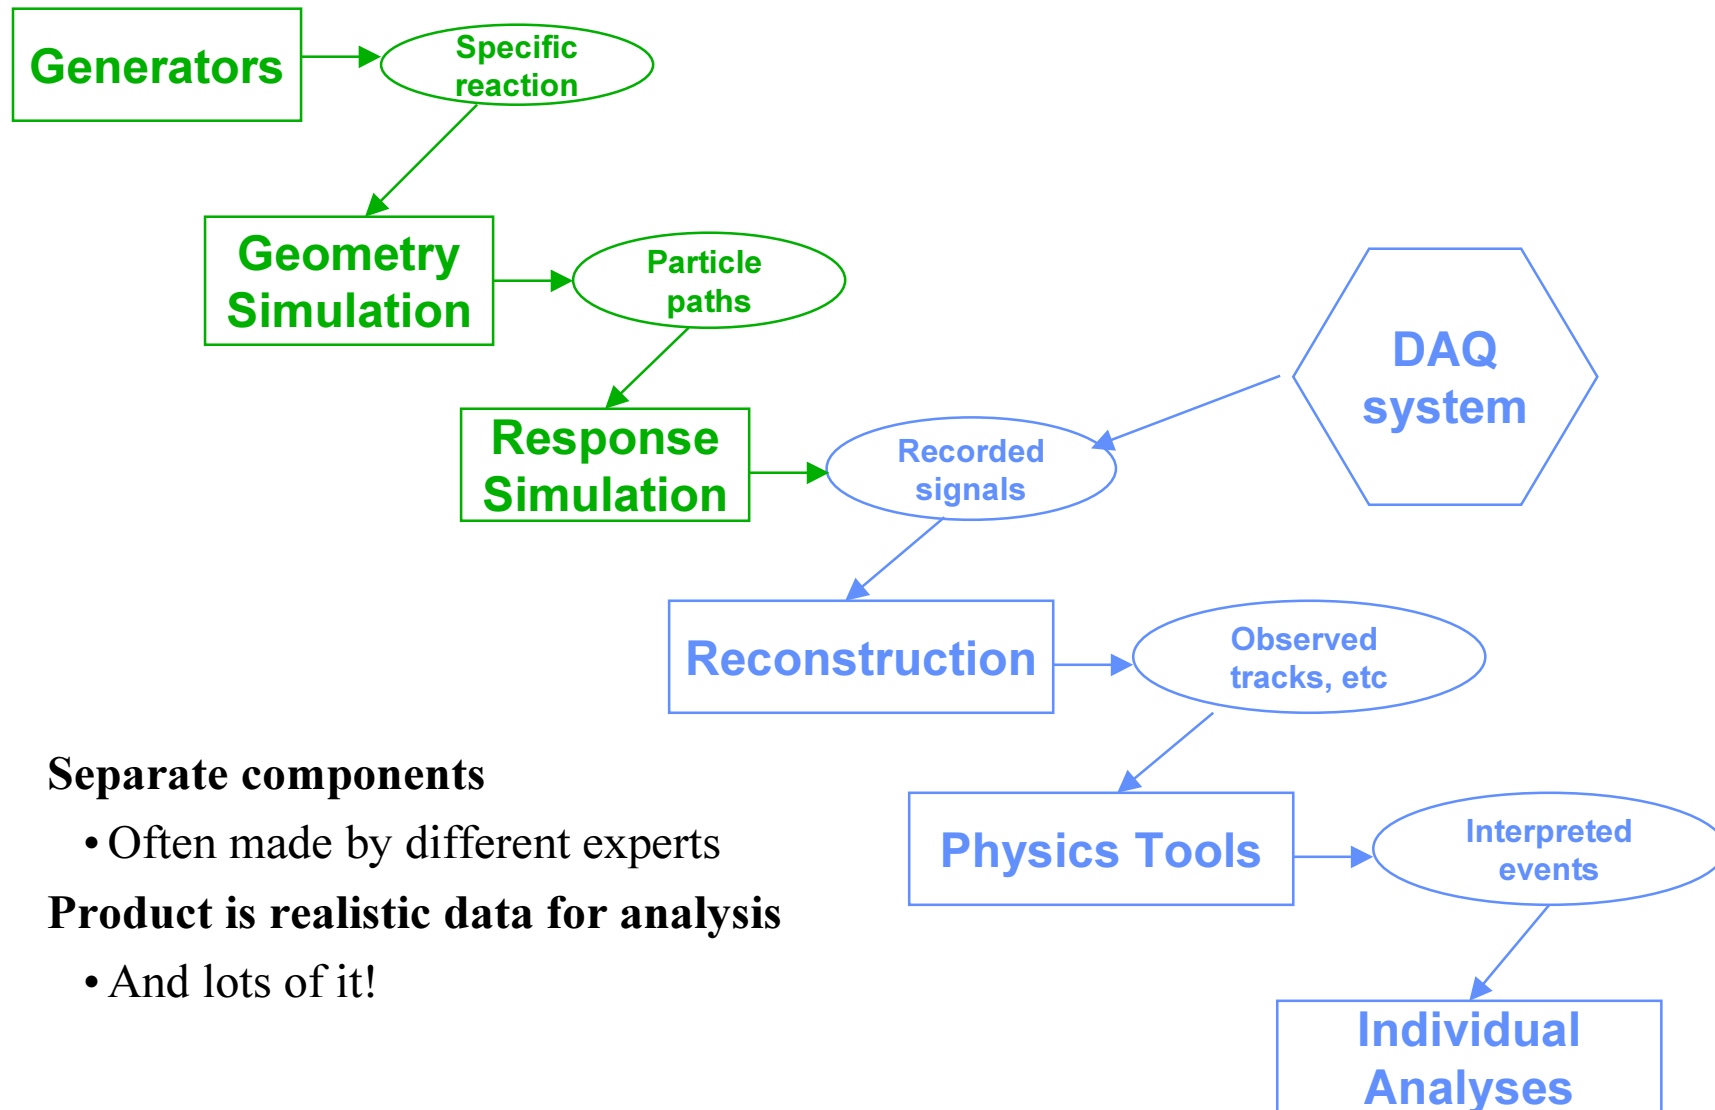 Generators
Specific
reaction
Geometry
Simulation
Particle
paths
DAQ
system
Response
Simulation
Recorded
signals
Reconstruction
Observed
tracks, etc
Separate components
• Often made by different experts
Product is realistic data for analysis
• And lots of it!
Physics Tools
Interpreted
events
Individual
Analyses